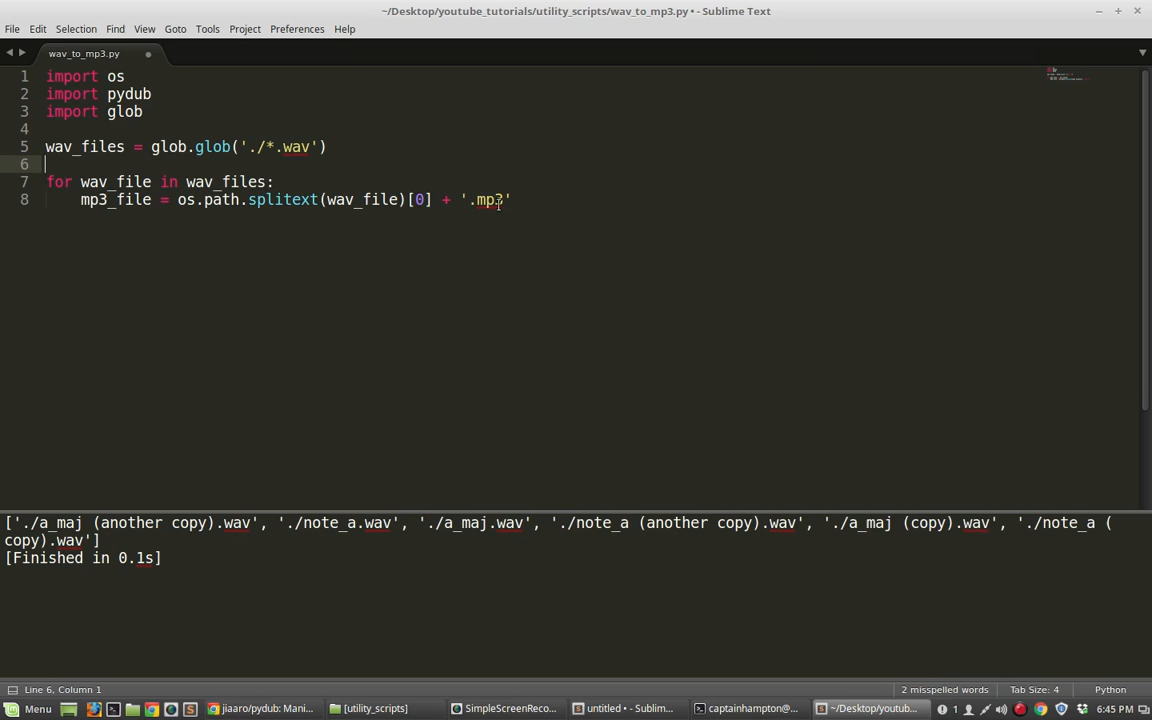 ~/Desktop/youtube_tutorials/utility_scripts/wav_to_mp3.py • - Sublime Text
File Edit Selection Find View Goto Tools Project Preferences Help
wav_to_mp3.py
1 import os
2 import pydub
3 import glob
4
5 wav_files = glob.glob('./*.wav')
6
7 for wav_file in wav_files:
8 mp3_file = os.path.splitext(wav_file)[0] + '.mp3'
['./a_maj (another copy).wav', './note_a.wav', './a_maj.wav', './note_a (another copy).wav', './a_maj (copy).wav', './note_a (
copy).wav']
[Finished in 0.1s]
Line 6, Column 1 2 misspelled words Tab Size: 4 Python
Menu jiaaro/pydub: Mani... [utility_scripts] SimpleScreenReco... untitled • - Sublim... captainhampton@... ~/Desktop/youtub... 1 6:45 PM